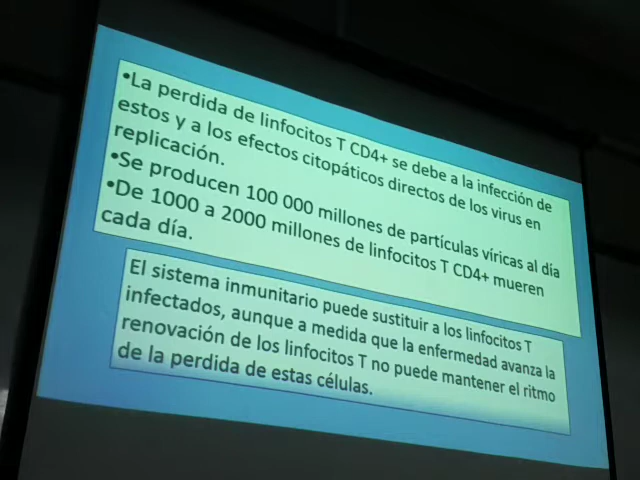 •La perdida de linfocitos T CD4+ se debe a la infección de
estos y a los efectos citopáticos directos de los virus en
replicación.
•Se producen 100 000 millones de partículas víricas al día
•De 1000 a 2000 millones de linfocitos T CD4+ mueren
cada día.
El sistema inmunitario puede sustituir a los linfocitos T
infectados, aunque a medida que la enfermedad avanza la
renovación de los linfocitos T no puede mantener el ritmo
de la perdida de estas células.